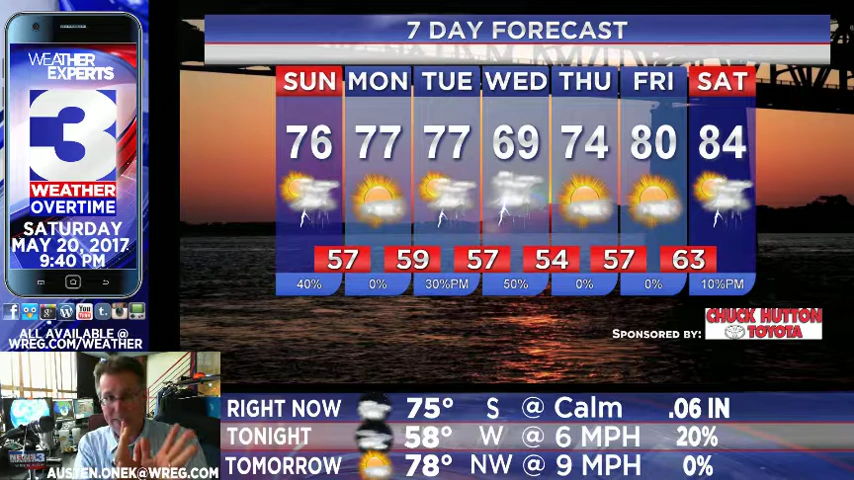 7 DAY FORECAST
WEATHER
EXPERTS
3
WEATHER
OVERTIME
SATURDAY
MAY 20, 2017
9:40 PM
SUN MON TUE WED THU FRI SAT
76 77 77 69 74 80 84
57 59 57 54 57 63
40% 0% 30%PM 50% 0% 0% 10%PM
ALL AVAILABLE @
WREG.COM/WEATHER
SPONSORED BY: CHUCK HUTTON
TOYOTA
RIGHT NOW 75° S @ Calm .06 IN
TONIGHT 58° W @ 6 MPH 20%
TOMORROW 78° NW @ 9 MPH 0%
AUSTEN.ONEK@WREG.COM